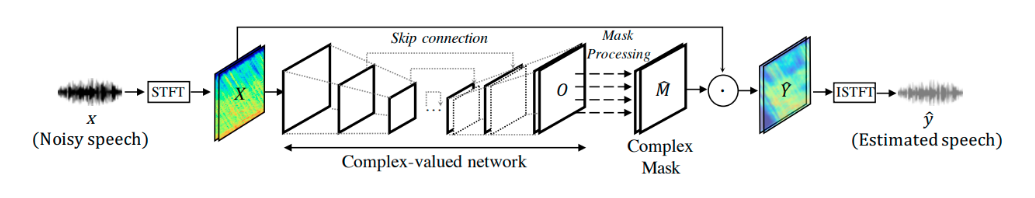 Skip connection
Mask
Processing
STFT
X
...
O
M̂
Ŷ
ISTFT
x
(Noisy speech)
ŷ
(Estimated speech)
Complex-valued network
Complex
Mask